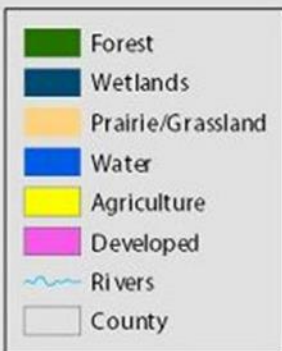 Forest
Wetlands
Prairie/Grassland
Water
Agriculture
Developed
Rivers
County